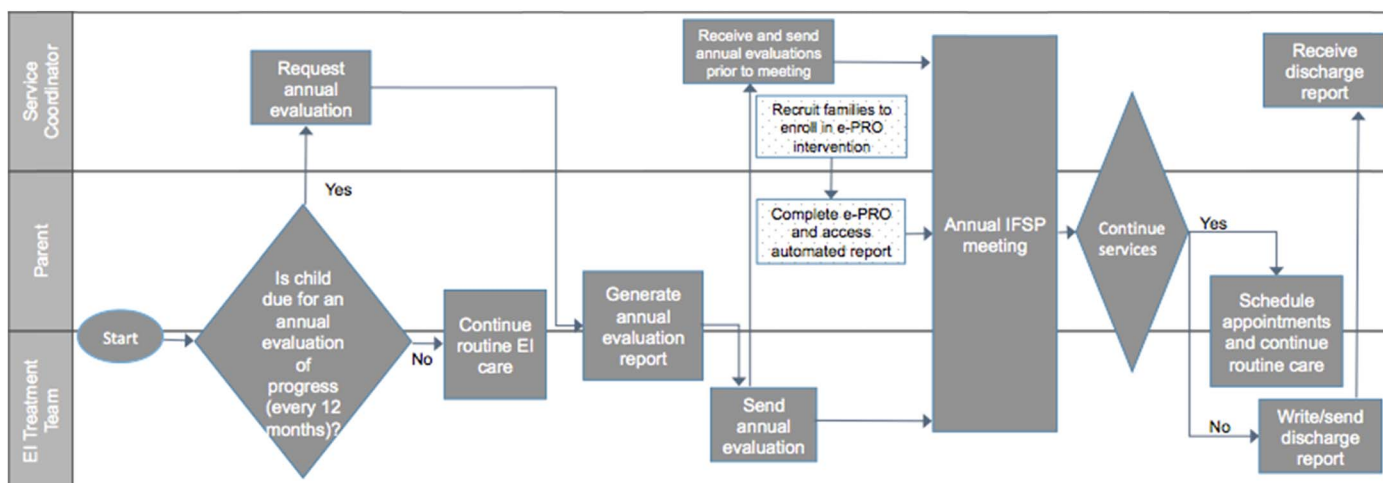 Service
Coordinator
Parent
EI Treatment
Team
Start
Is child
due for an
annual
evaluation
of
progress
(every 12
months)?
Yes
No
Request
annual
evaluation
Continue
routine EI
care
Generate
annual
evaluation
report
Send
annual
evaluation
Receive and send
annual evaluations
prior to meeting
Recruit families to
enroll in e-PRO
intervention
Complete e-PRO
and access
automated report
Annual IFSP
meeting
Continue
services
Yes
No
Schedule
appointments
and continue
routine care
Write/send
discharge
report
Receive
discharge
report